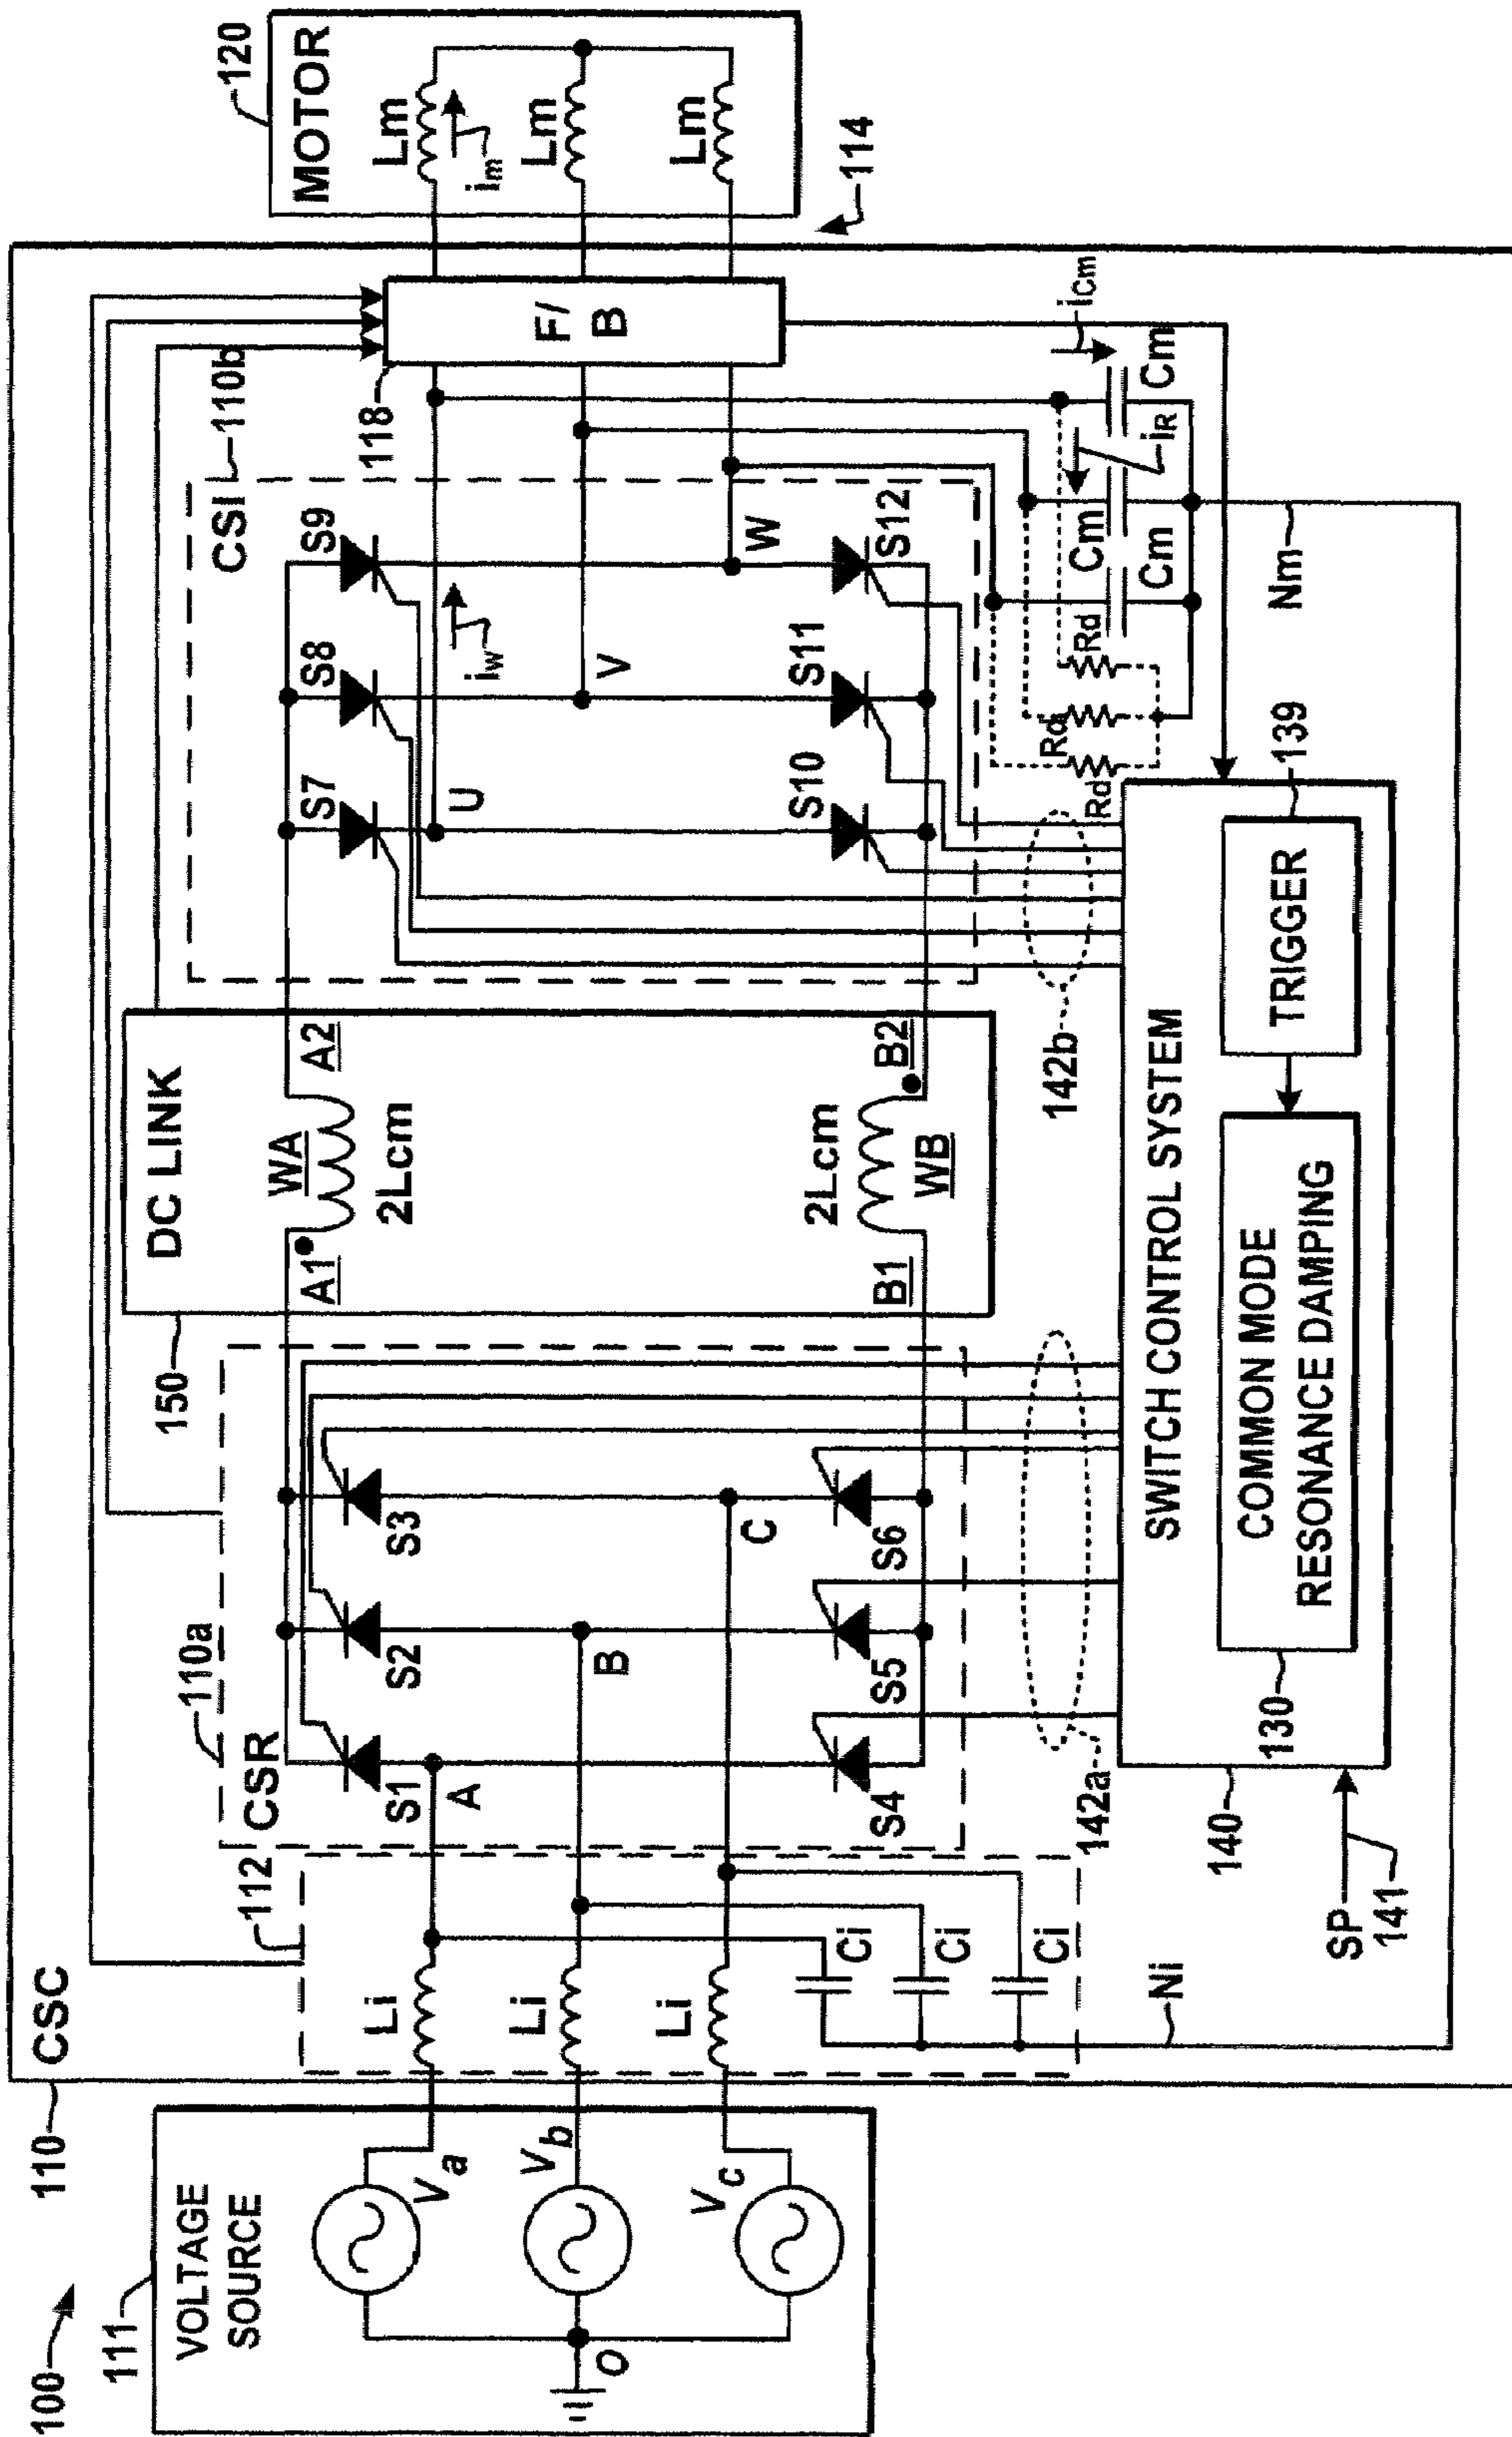 100
111
VOLTAGE
SOURCE
Va
Vb
Vc
O
110
CSC
112
Li
Li
Li
Ci
Ci
Ci
Ni
110a
CSR
S1
S2
S3
A
B
C
S4
S5
S6
142a
150
DC LINK
A1
WA
A2
2Lcm
2Lcm
B1
WB
B2
CSI
110b
S7
S8
S9
U
V
W
iw
S10
S11
S12
142b
118
F/
B
114
120
MOTOR
Lm
im
Lm
Lm
iCm
Cm
iR
Cm
Cm
Rd
Rd
Rd
Nm
SP
141
140
SWITCH CONTROL SYSTEM
130
COMMON MODE
RESONANCE DAMPING
TRIGGER
139